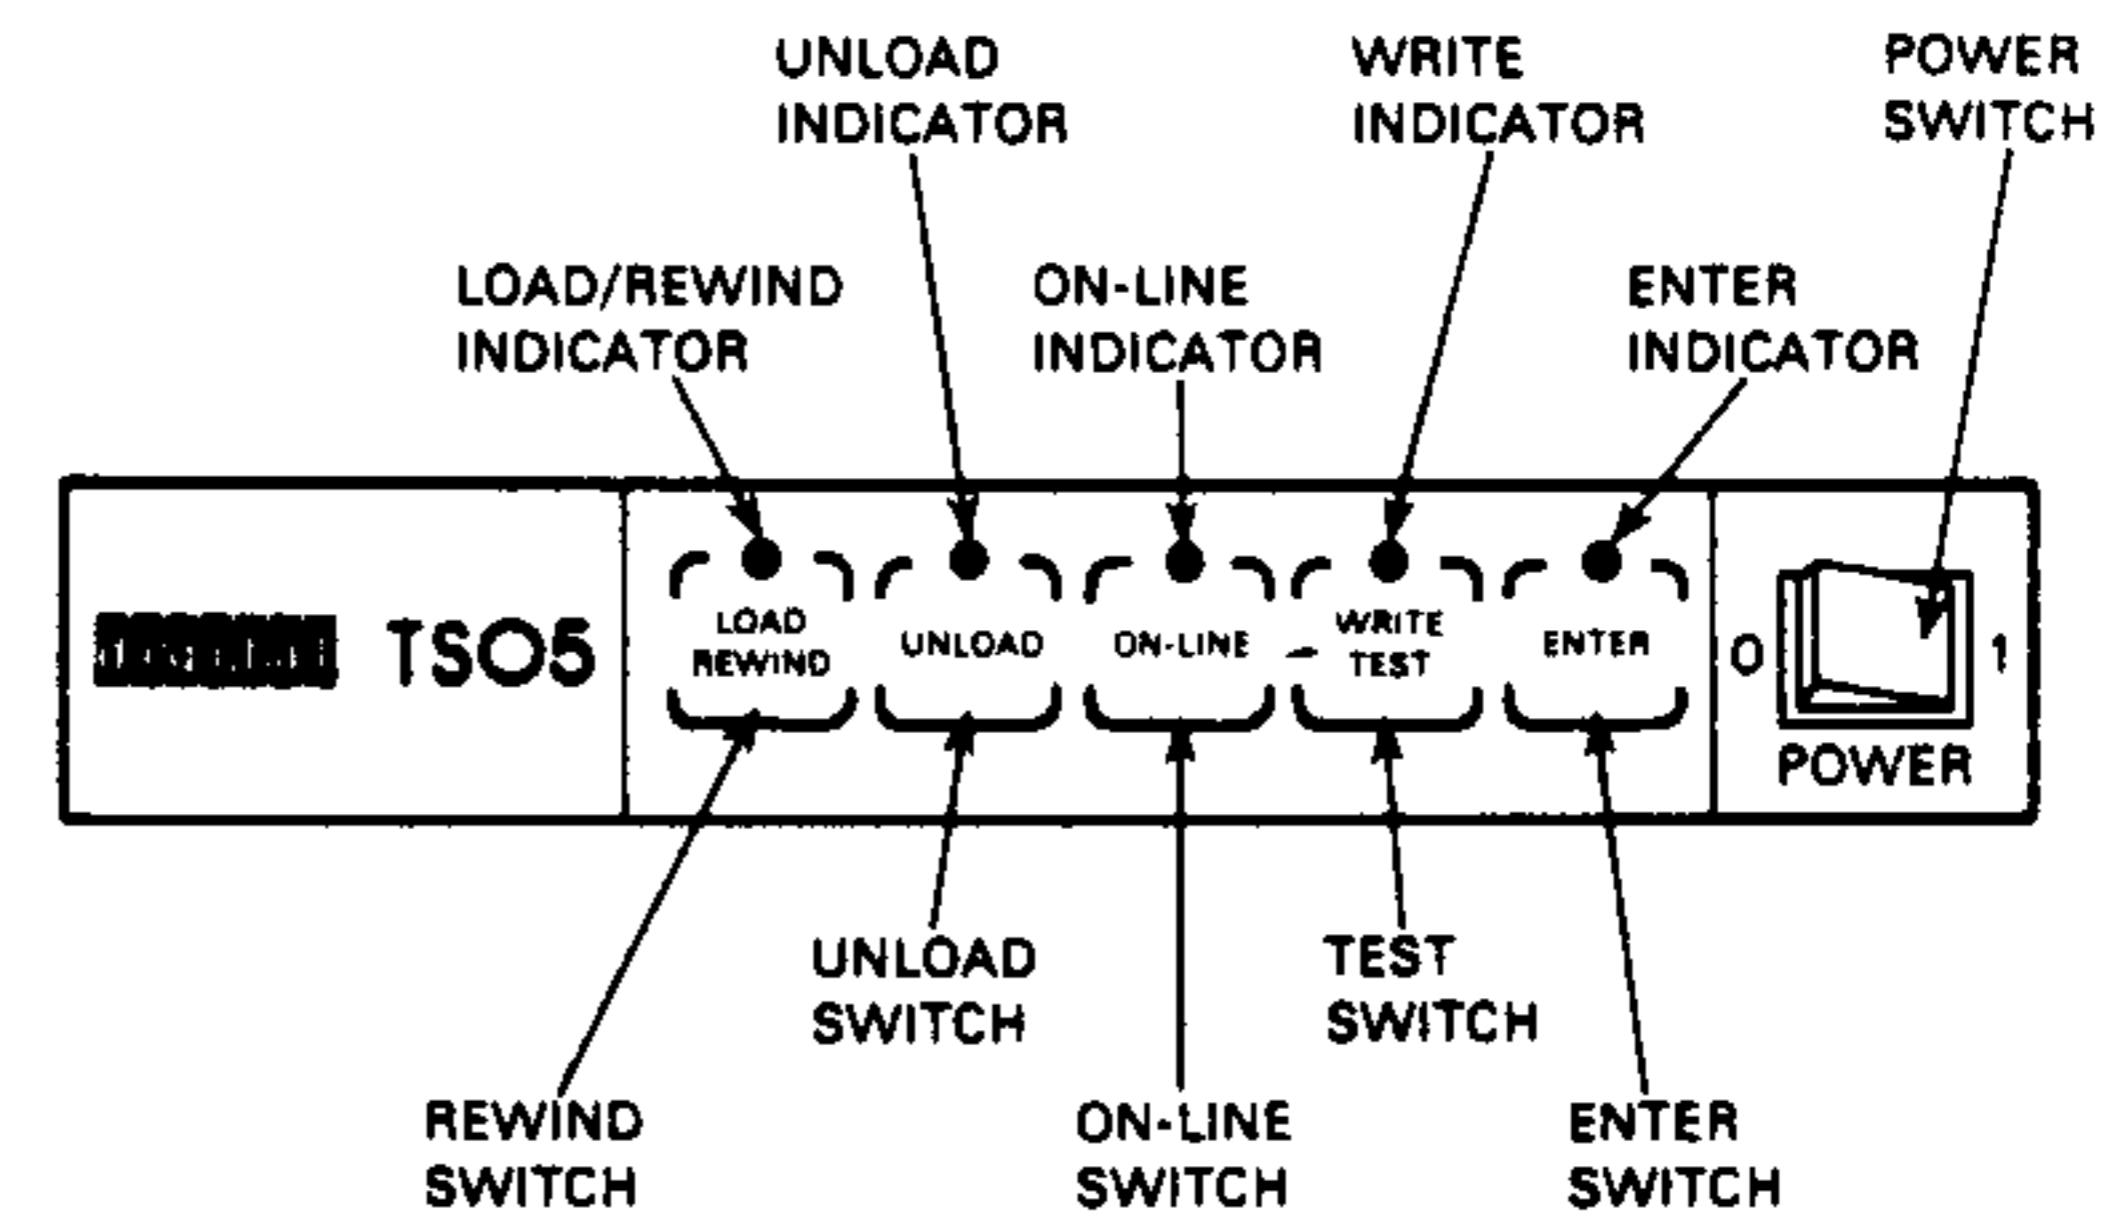 UNLOAD
INDICATOR
WRITE
INDICATOR
POWER
SWITCH
LOAD/REWIND
INDICATOR
ON-LINE
INDICATOR
ENTER
INDICATOR
TS05
LOAD
REWIND
UNLOAD
ON-LINE
WRITE
TEST
ENTER
0
1
POWER
UNLOAD
SWITCH
TEST
SWITCH
REWIND
SWITCH
ON-LINE
SWITCH
ENTER
SWITCH